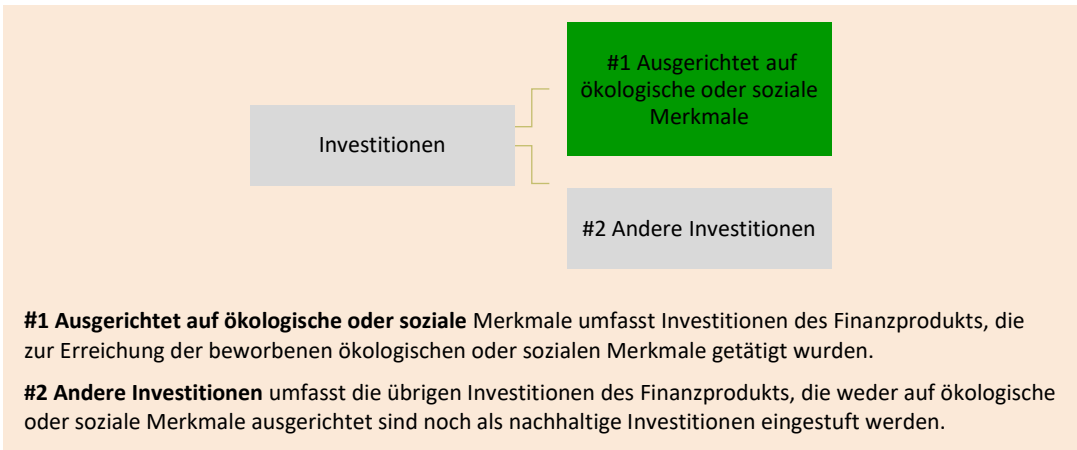 #1 Ausgerichtet auf
ökologische oder soziale
Merkmale
Investitionen
#2 Andere Investitionen
#1 Ausgerichtet auf ökologische oder soziale Merkmale umfasst Investitionen des Finanzprodukts, die
zur Erreichung der beworbenen ökologischen oder sozialen Merkmale getätigt wurden.
#2 Andere Investitionen umfasst die übrigen Investitionen des Finanzprodukts, die weder auf ökologische
oder soziale Merkmale ausgerichtet sind noch als nachhaltige Investitionen eingestuft werden.